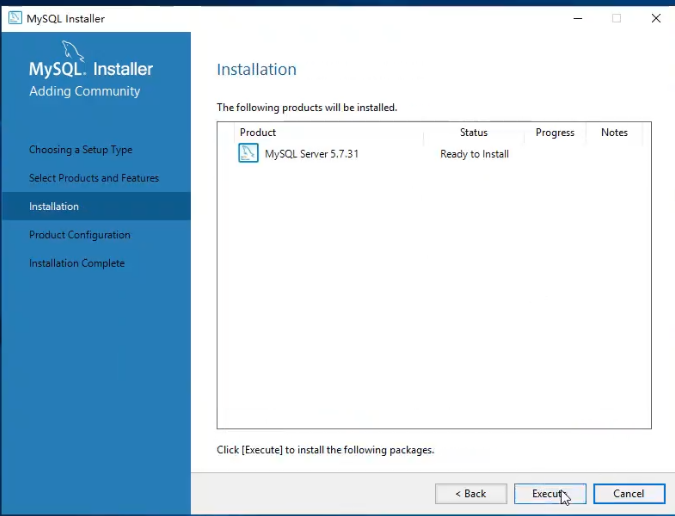 MySQL Installer
MySQL. Installer
Adding Community
Choosing a Setup Type
Select Products and Features
Installation
Product Configuration
Installation Complete
Installation
The following products will be installed.
Product Status Progress Notes
MySQL Server 5.7.31 Ready to Install
Click [Execute] to install the following packages.
< Back Execute Cancel